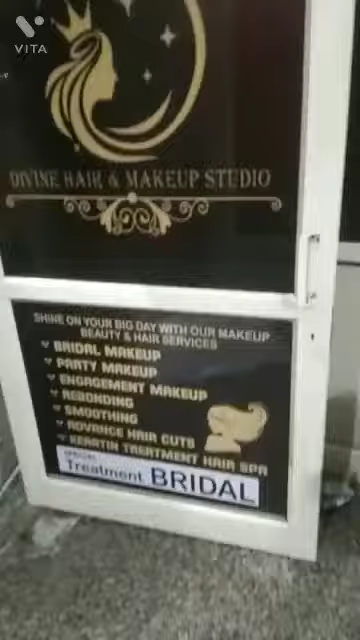 VITA
DIVINE HAIR & MAKEUP STUDIO
SHINE ON YOUR BIG DAY WITH OUR MAKEUP
BEAUTY & HAIR SERVICES
BRIDAL MAKEUP
PARTY MAKEUP
ENGAGEMENT MAKEUP
REBONDING
SMOOTHING
ADVANCE HAIR CUTS
KERATIN TREATMENT HAIR SPA
SPECIAL
Treatment BRIDAL